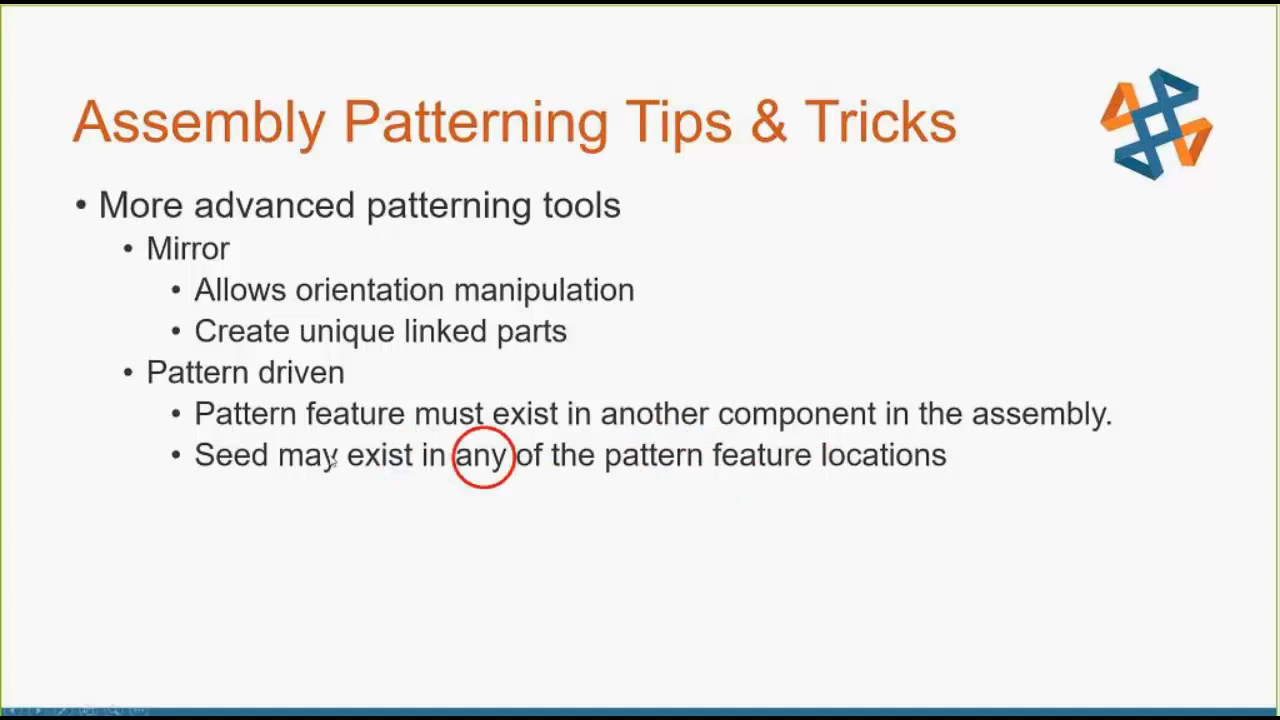 Assembly Patterning Tips & Tricks
• More advanced patterning tools
• Mirror
• Allows orientation manipulation
• Create unique linked parts
• Pattern driven
• Pattern feature must exist in another component in the assembly.
• Seed may exist in any of the pattern feature locations